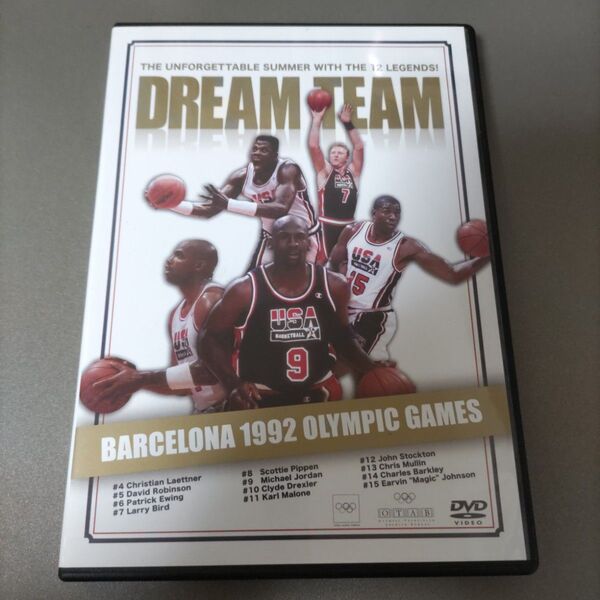 THE UNFORGETTABLE SUMMER WITH THE 12 LEGENDS!
DREAM TEAM
USA
7
USA
15
USA
BASKETBALL
9
BARCELONA 1992 OLYMPIC GAMES
#4 Christian Laettner
#5 David Robinson
#6 Patrick Ewing
#7 Larry Bird
#8 Scottie Pippen
#9 Michael Jordan
#10 Clyde Drexler
#11 Karl Malone
#12 John Stockton
#13 Chris Mullin
#14 Charles Barkley
#15 Earvin "Magic" Johnson
OTAB
DVD
VIDEO